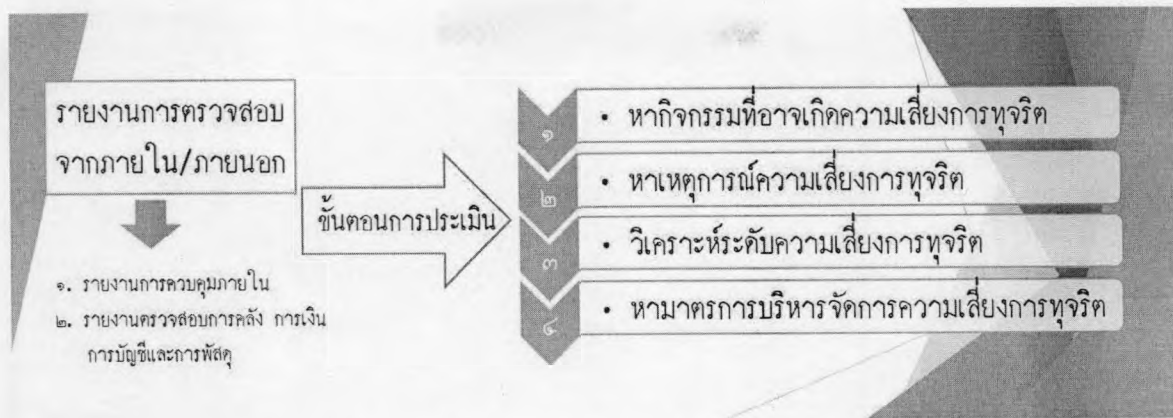 รายงานการตรวจสอบ
จากภายใน/ภายนอก
๑. รายงานการควบคุมภายใน
๒. รายงานตรวจสอบการคลัง การเงิน
การบัญชีและการพัสดุ
ขั้นตอนการประเมิน
๑
• หากิจกรรมที่อาจเกิดความเสี่ยงการทุจริต
๒
• หาเหตุการณ์ความเสี่ยงการทุจริต
๓
• วิเคราะห์ระดับความเสี่ยงการทุจริต
๔
• หามาตรการบริหารจัดการความเสี่ยงการทุจริต